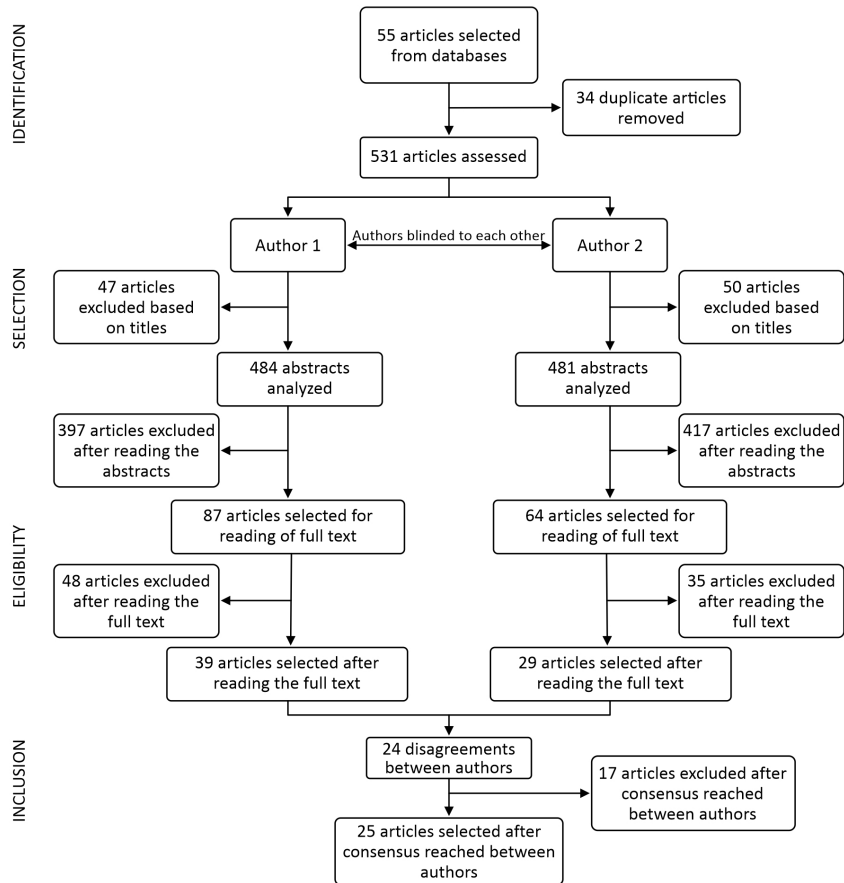 IDENTIFICATION
55 articles selected
from databases
34 duplicate articles
removed
531 articles assessed
SELECTION
Author 1
Authors blinded to each other
Author 2
47 articles
excluded based
on titles
50 articles
excluded based
on titles
484 abstracts
analyzed
481 abstracts
analyzed
397 articles excluded
after reading the
abstracts
417 articles excluded
after reading the
abstracts
ELIGIBILITY
87 articles selected for
reading of full text
64 articles selected for
reading of full text
48 articles excluded
after reading the
full text
35 articles excluded
after reading the
full text
39 articles selected after
reading the full text
29 articles selected after
reading the full text
INCLUSION
24 disagreements
between authors
17 articles excluded after
consensus reached
between authors
25 articles selected after
consensus reached between
authors